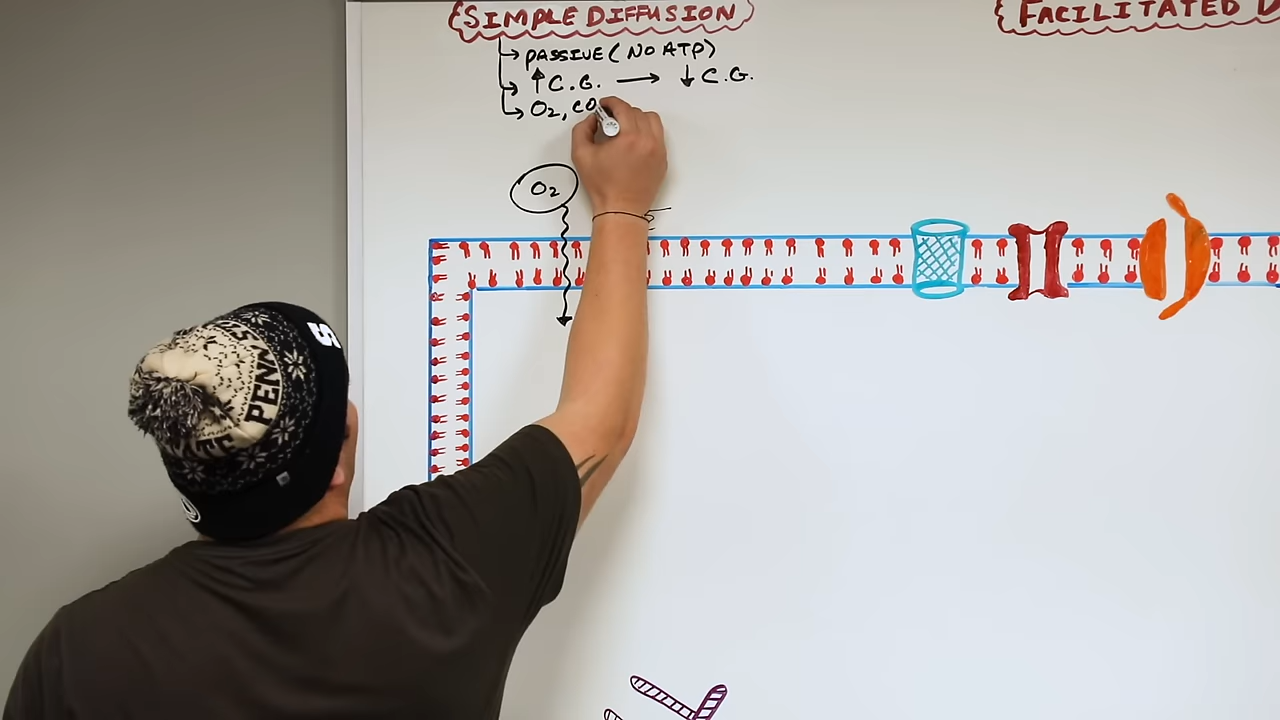 SIMPLE DIFFUSION
FACILITATED D
→ PASSIVE (NO ATP)
→ ↑ C.G. → ↓ C.G.
→ O2, CO
O2
PENN
S